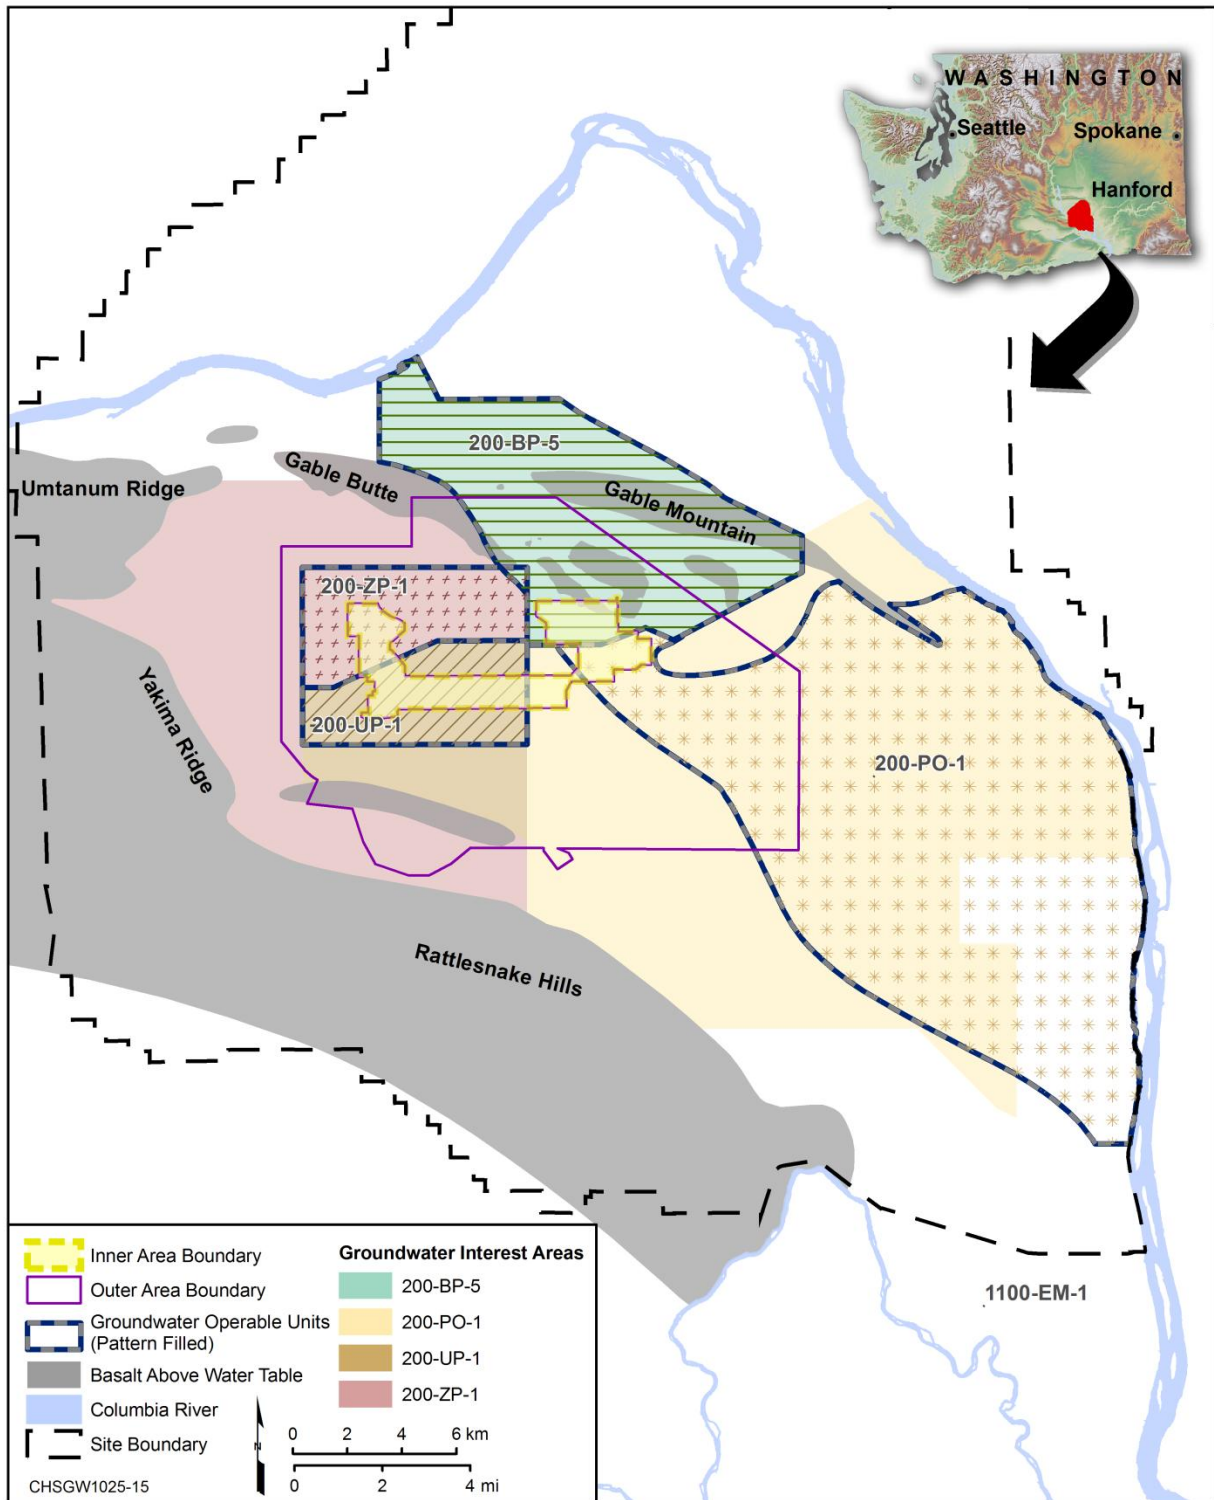 WASHINGTON
Seattle
Spokane
Hanford
200-BP-5
Gable Butte
Umtanum Ridge
Gable Mountain
200-ZP-1
Yakima Ridge
200-UP-1
200-PO-1
Rattlesnake Hills
1100-EM-1
Inner Area Boundary
Outer Area Boundary
Groundwater Operable Units
(Pattern Filled)
Basalt Above Water Table
Columbia River
Site Boundary
CHSGW1025-15
Groundwater Interest Areas
200-BP-5
200-PO-1
200-UP-1
200-ZP-1
N
0 2 4 6 km
0 2 4 mi